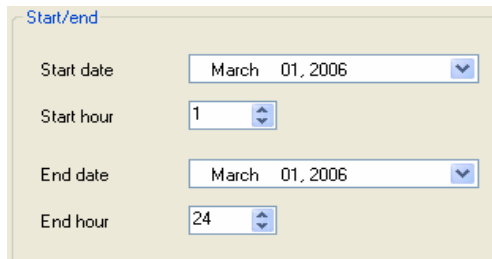 Start/end
Start date March 01, 2006
Start hour 1
End date March 01, 2006
End hour 24